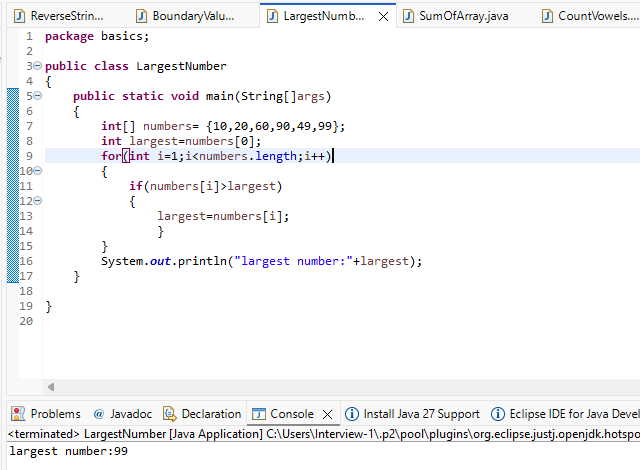 ReverseStrin... BoundaryValu... LargestNumb... SumOfArray.java CountVowels....
1 package basics;
2
3 public class LargestNumber
4 {
5     public static void main(String[]args)
6     {
7         int[] numbers= {10,20,60,90,49,99};
8         int largest=numbers[0];
9         for(int i=1;i<numbers.length;i++)
10         {
11             if(numbers[i]>largest)
12             {
13                 largest=numbers[i];
14                 }
15         }
16         System.out.println("largest number:"+largest);
17     }
18
19 }
20
Problems @ Javadoc Declaration Console Install Java 27 Support Eclipse IDE for Java Devel
<terminated> LargestNumber [Java Application] C:\Users\Interview-1\.p2\pool\plugins\org.eclipse.justj.openjdk.hotspo
largest number:99